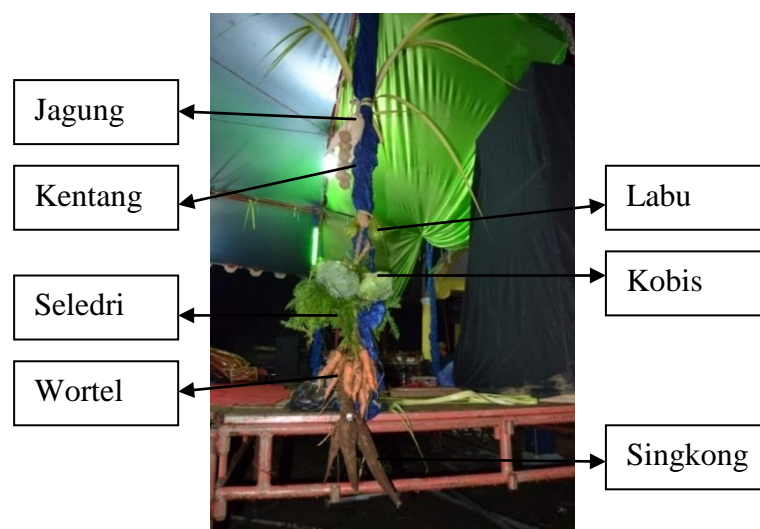 Jagung
Kentang
Seledri
Wortel
Labu
Kobis
Singkong